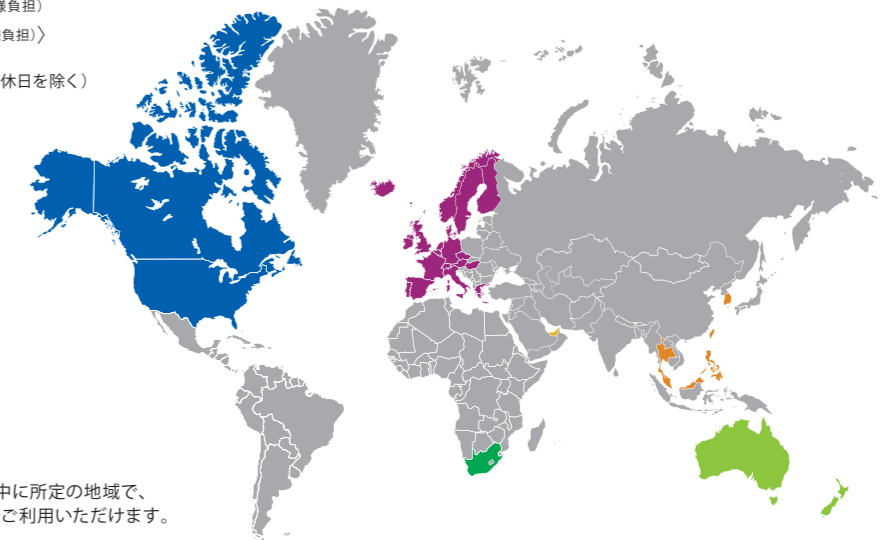 様負担）
負担）〉
休日を除く）
中に所定の地域で、
ご利用いただけます。